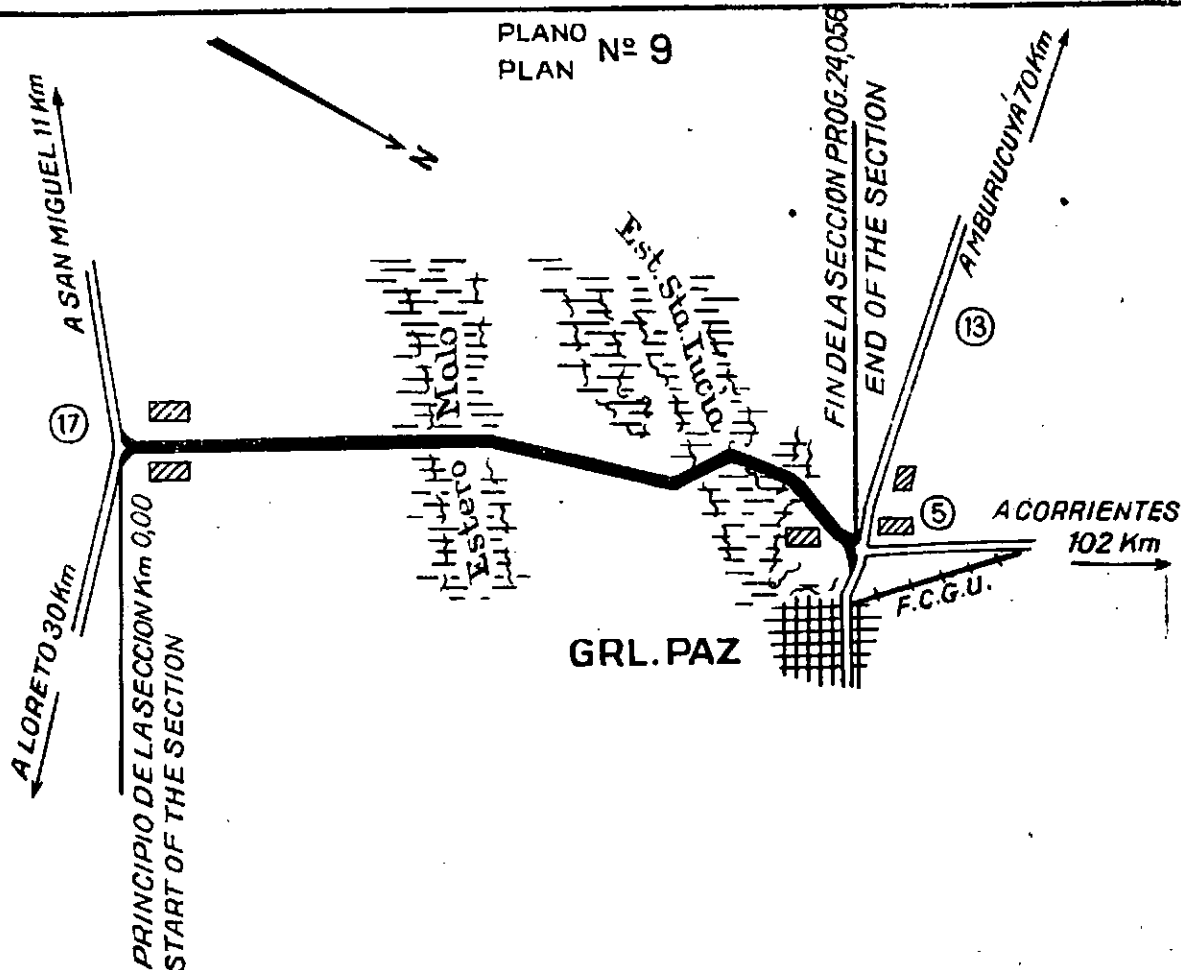 PLANO
PLAN
Nº 9
A SAN MIGUEL 11 Km
FIN DE LA SECCION PROG. 24,056
END OF THE SECTION
A MBURUCUYÁ 70 Km
Est. Sta. Lucia
13
Estero Malo
17
5
A CORRIENTES
102 Km
F.C.G.U.
GRL. PAZ
A LORETO 30 Km
PRINCIPIO DE LA SECCION Km 0,00
START OF THE SECTION
N